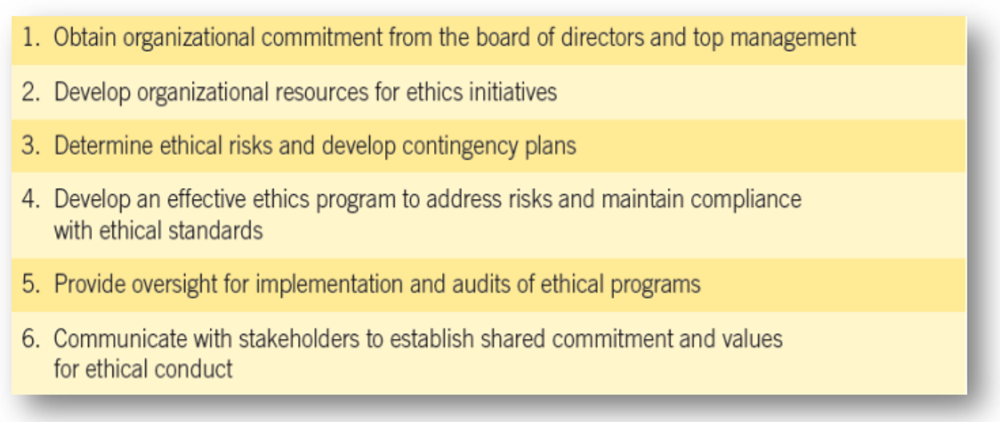 1. Obtain organizational commitment from the board of directors and top management
2. Develop organizational resources for ethics initiatives
3. Determine ethical risks and develop contingency plans
4. Develop an effective ethics program to address risks and maintain compliance
with ethical standards
5. Provide oversight for implementation and audits of ethical programs
6. Communicate with stakeholders to establish shared commitment and values
for ethical conduct